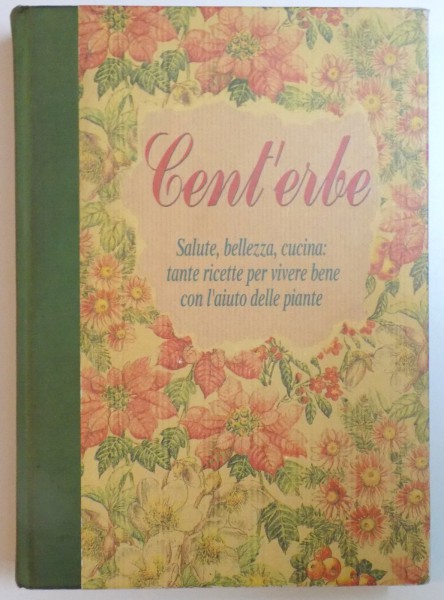 Cent'erbe
Salute, bellezza, cucina:
tante ricette per vivere bene
con l'aiuto delle piante